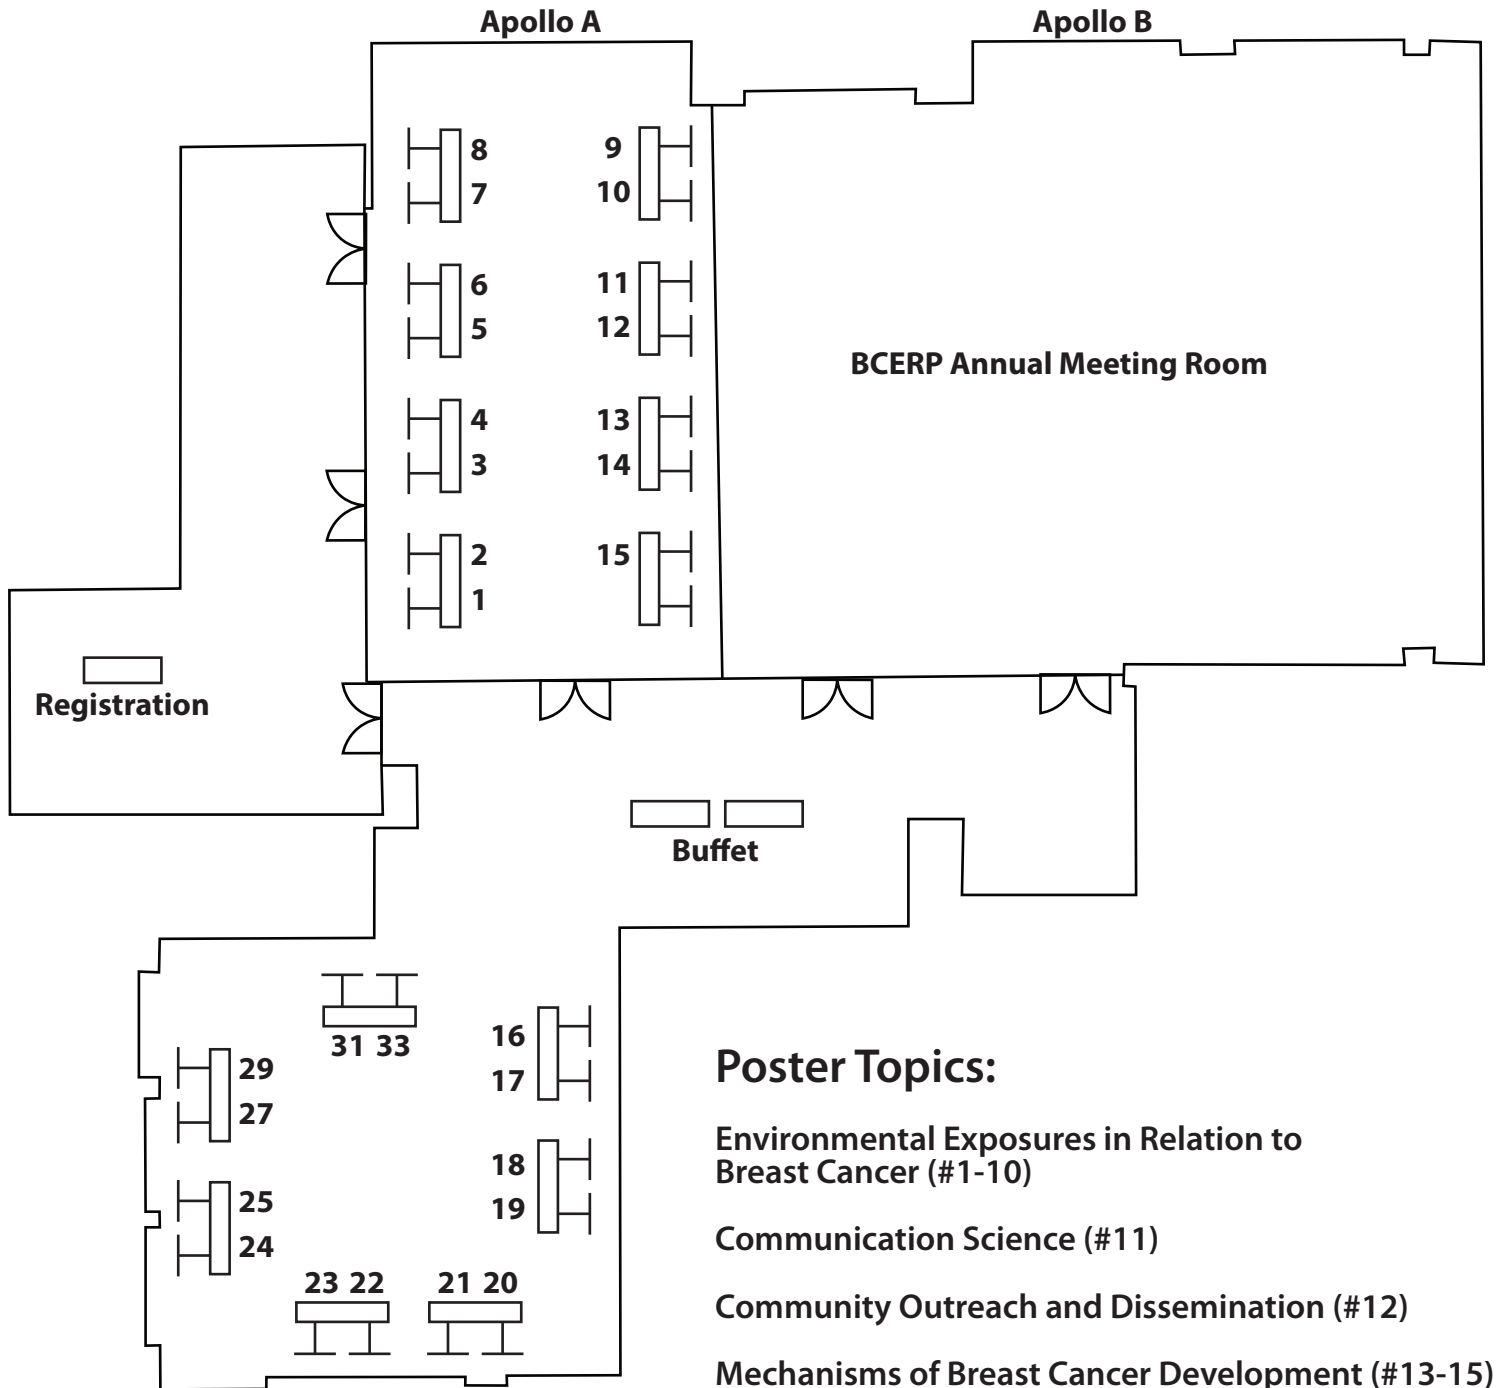 Apollo A
Apollo B
8
7
9
10
6
5
11
12
BCERP Annual Meeting Room
4
3
13
14
2
1
15
Registration
Buffet
31 33
16
17
29
27
18
19
25
24
23 22
21 20
Poster Topics:
Environmental Exposures in Relation to
Breast Cancer (#1-10)
Communication Science (#11)
Community Outreach and Dissemination (#12)
Mechanisms of Breast Cancer Development (#13-15)